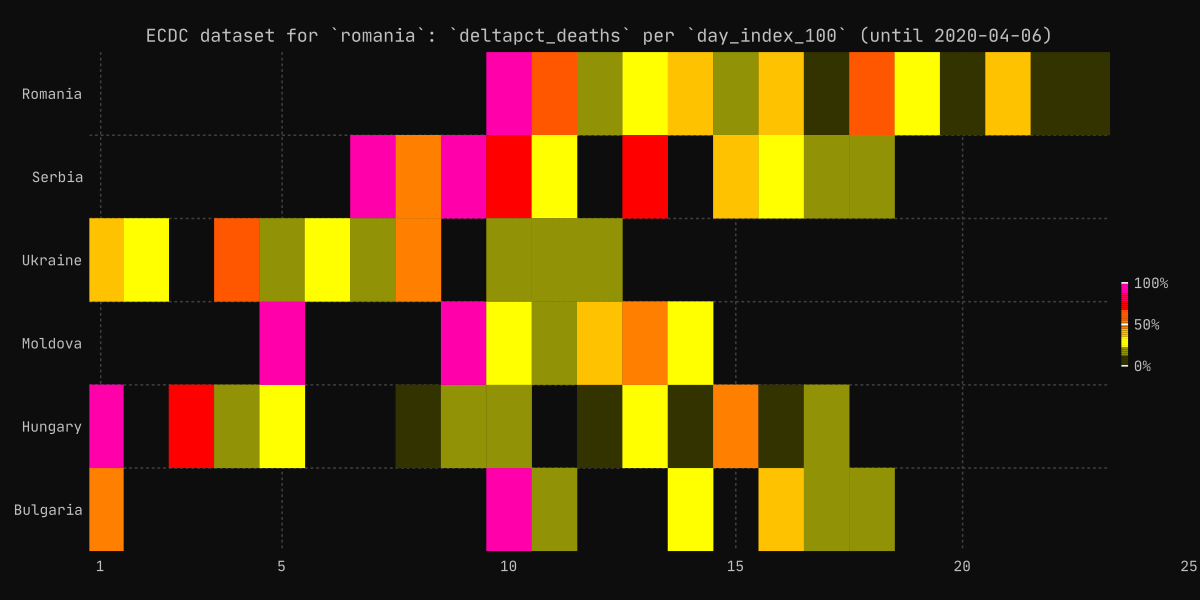 ECDC dataset for `romania`: `deltapct_deaths` per `day_index_100` (until 2020-04-06)
Romania
Serbia
Ukraine
Moldova
Hungary
Bulgaria
100%
50%
0%
1 5 10 15 20 25